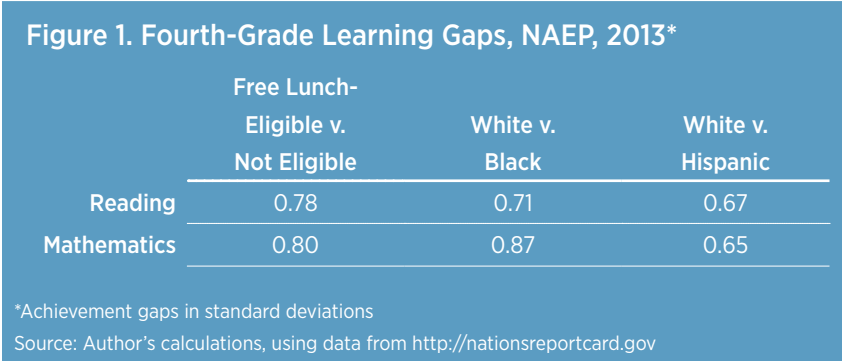 Figure 1. Fourth-Grade Learning Gaps, NAEP, 2013*
Free Lunch-
Eligible v. White v. White v.
Not Eligible Black Hispanic
Reading 0.78 0.71 0.67
Mathematics 0.80 0.87 0.65
*Achievement gaps in standard deviations
Source: Author’s calculations, using data from http://nationsreportcard.gov